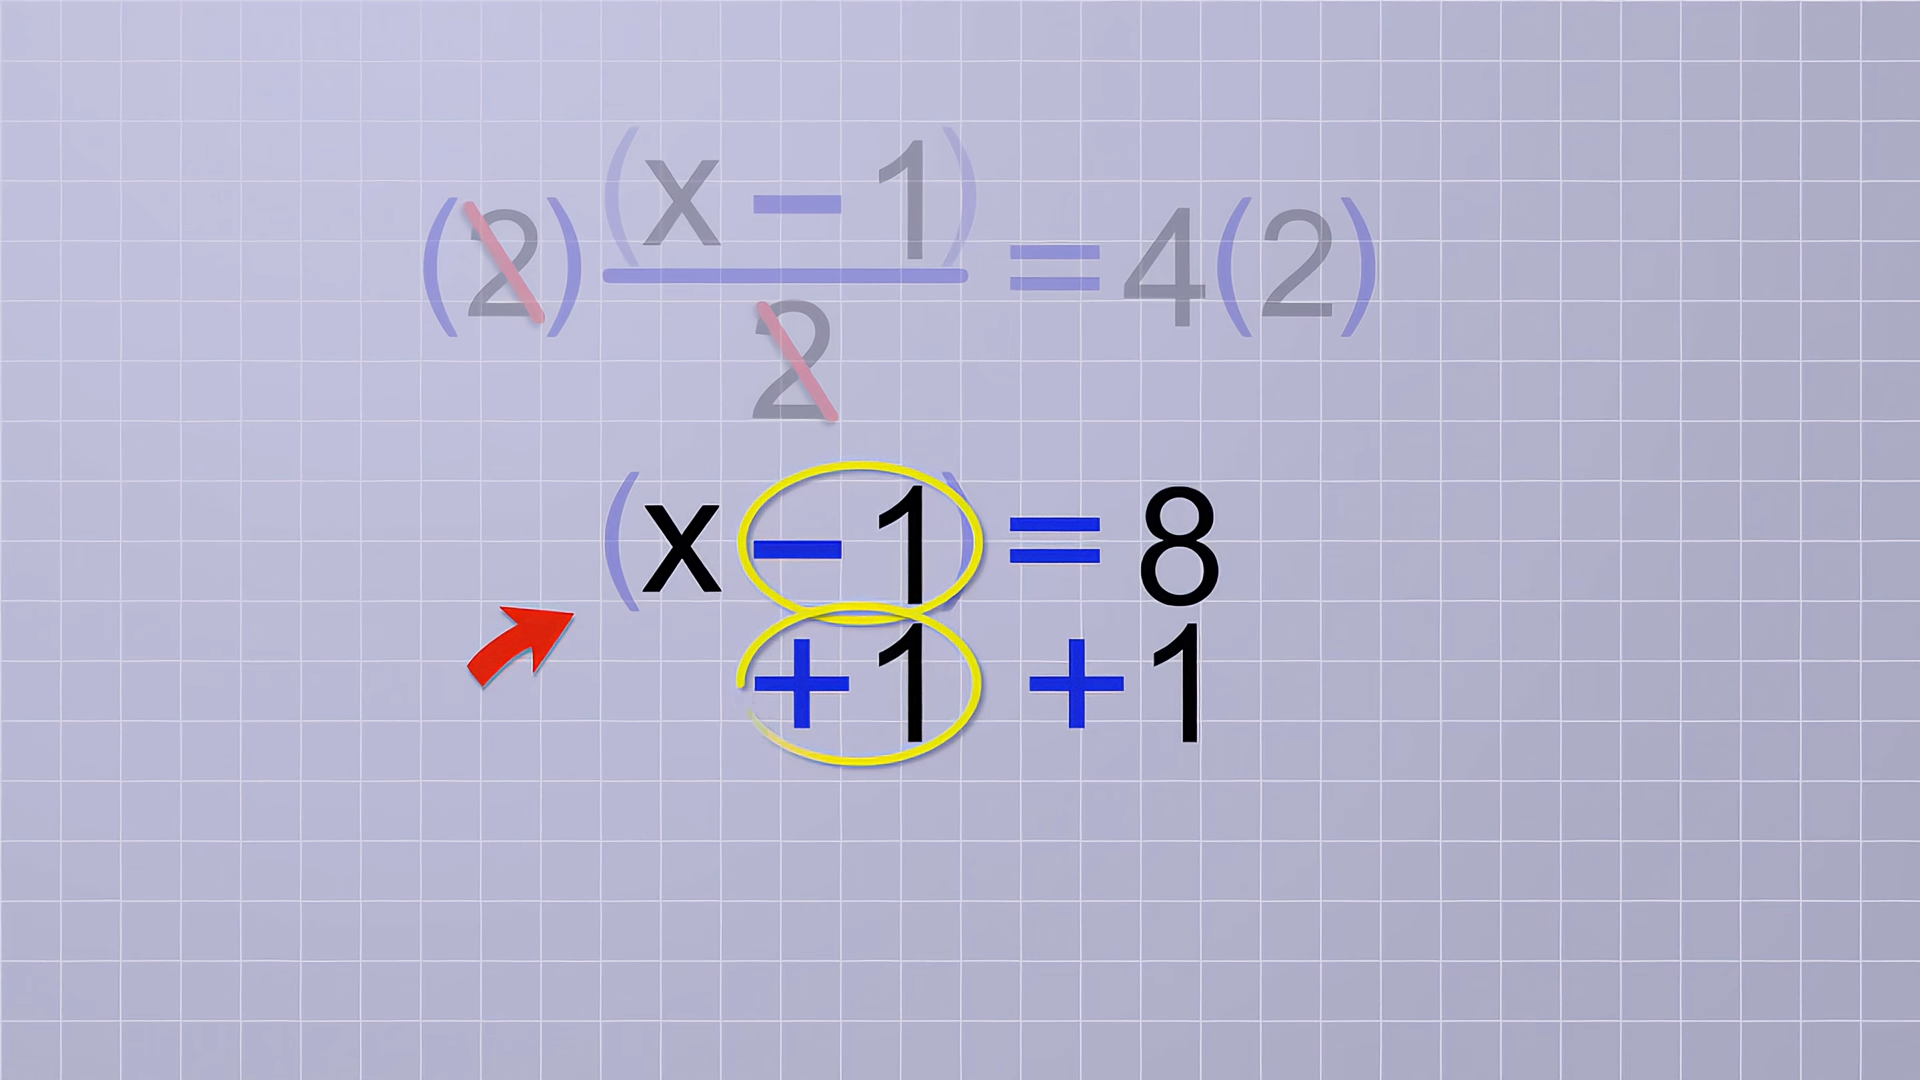 (2) (x − 1) / 2 = 4(2)
(x − 1) = 8
+1 +1